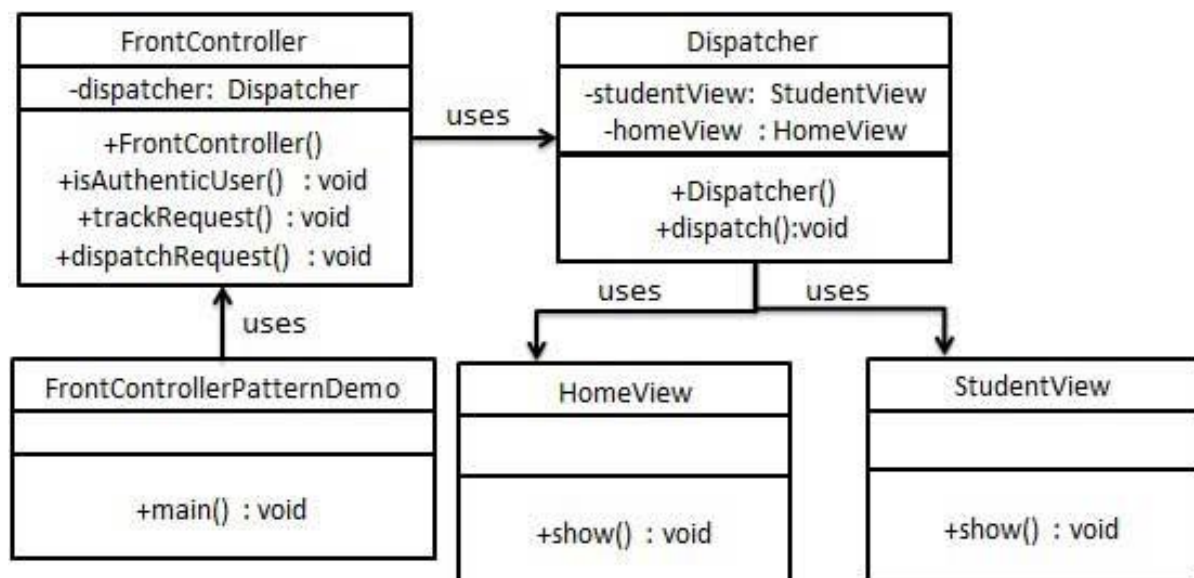 FrontController
-dispatcher: Dispatcher
+FrontController()
+isAuthenticUser() : void
+trackRequest() : void
+dispatchRequest() : void
uses
Dispatcher
-studentView: StudentView
-homeView : HomeView
+Dispatcher()
+dispatch():void
uses
uses
uses
FrontControllerPatternDemo
+main() : void
HomeView
+show() : void
StudentView
+show() : void